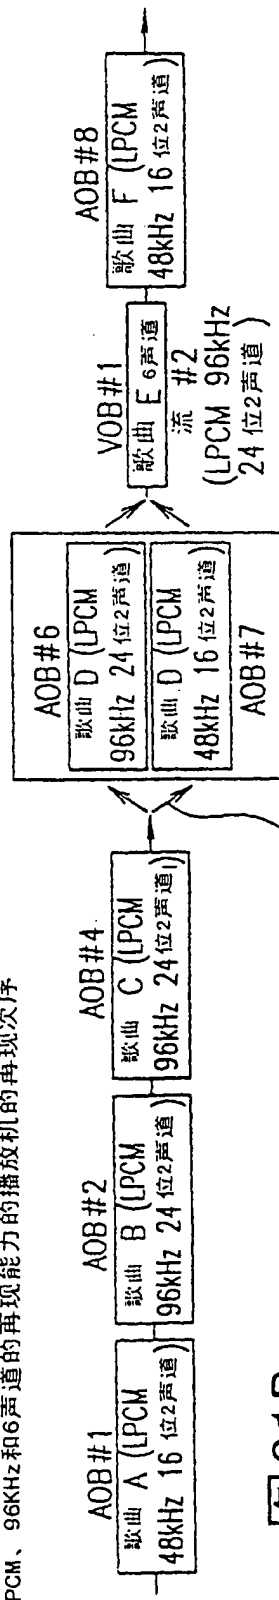 PCM、96KHz和6声道的再现能力的播放机的再现次序
AOB#1
歌曲 A (LPCM
48kHz 16 位2声道)
AOB#2
歌曲 B (LPCM
96kHz 24 位2声道)
AOB#4
歌曲 C (LPCM
96kHz 24 位2声道)
AOB#6
歌曲 D (LPCM
96kHz 24 位2声道)
歌曲 D (LPCM
48kHz 16 位2声道)
AOB#7
VOB#1
歌曲 E 6声道
流 #2
(LPCM 96kHz
24 位2声道)
AOB#8
歌曲 F (LPCM
48kHz 16 位2声道)